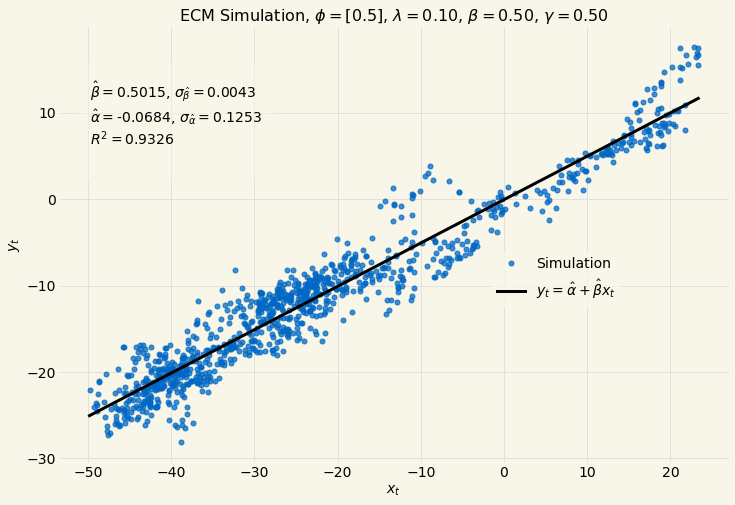 ECM Simulation, ϕ = [0.5], λ = 0.10, β = 0.50, γ = 0.50
β̂ = 0.5015, σ_β̂ = 0.0043
α̂ = -0.0684, σ_α̂ = 0.1253
R² = 0.9326
10
0
−10
−20
−30
y_t
Simulation
y_t = α̂ + β̂x_t
−50 −40 −30 −20 −10 0 10 20
x_t